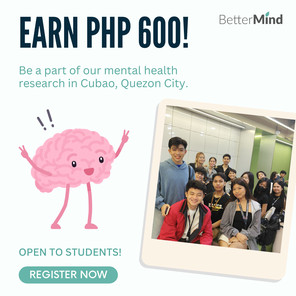 BetterMind
EARN PHP 600!
Be a part of our mental health
research in Cubao, Quezon City.
OPEN TO STUDENTS!
REGISTER NOW